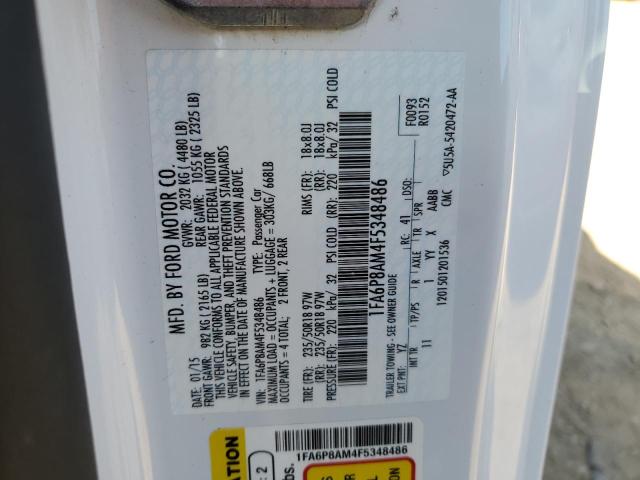 MFD. BY FORD MOTOR CO.
DATE: 01/15 GVWR: 2032 KG ( 4480 LB)
FRONT GAWR: 982 KG ( 2165 LB) REAR GAWR: 1055 KG ( 2325 LB)
THIS VEHICLE CONFORMS TO ALL APPLICABLE FEDERAL MOTOR
VEHICLE SAFETY, BUMPER, AND THEFT PREVENTION STANDARDS
IN EFFECT ON THE DATE OF MANUFACTURE SHOWN ABOVE.
VIN: 1FA6P8AM4F5348486 TYPE: Passenger Car
MAXIMUM LOAD = OCCUPANTS + LUGGAGE = 303KG/ 668LB
OCCUPANTS = 4 TOTAL; 2 FRONT, 2 REAR
TIRE (FR): 235/50R18 97W RIMS (FR): 18x8.0J
(RR): 235/50R18 97W (RR): 18x8.0J
PRESSURE (FR): 220 kPa/ 32 PSI COLD (RR): 220 kPa/ 32 PSI COLD
1FA6P8AM4F5348486
TRAILER TOWING - SEE OWNER GUIDE F0093
R0152
EXT PNT: YZ RC: 41 DSO:
INT TR TP/PS R AXLE TR SPR
11 1 YY X AABB
1201501201536 CMC 5U5A-5420472-AA
1FA6P8AM4F5348486